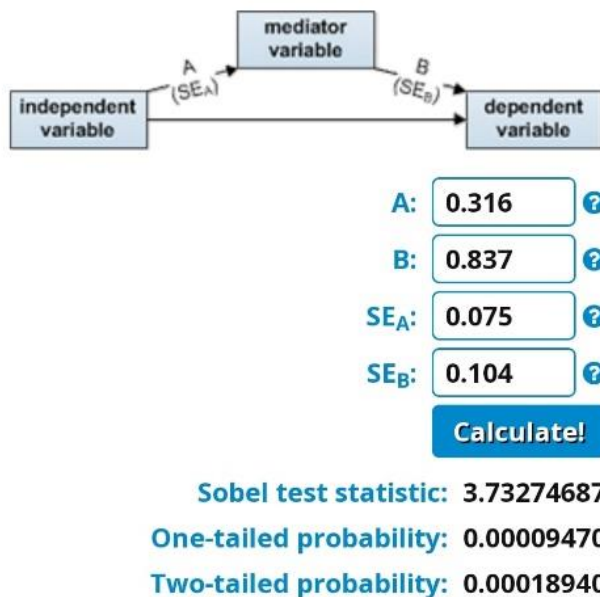 mediator
variable
A
(SEA)
B
(SEB)
independent
variable
dependent
variable
A: 0.316 ?
B: 0.837 ?
SEA: 0.075 ?
SEB: 0.104 ?
Calculate!
Sobel test statistic: 3.73274687
One-tailed probability: 0.00009470
Two-tailed probability: 0.00018940